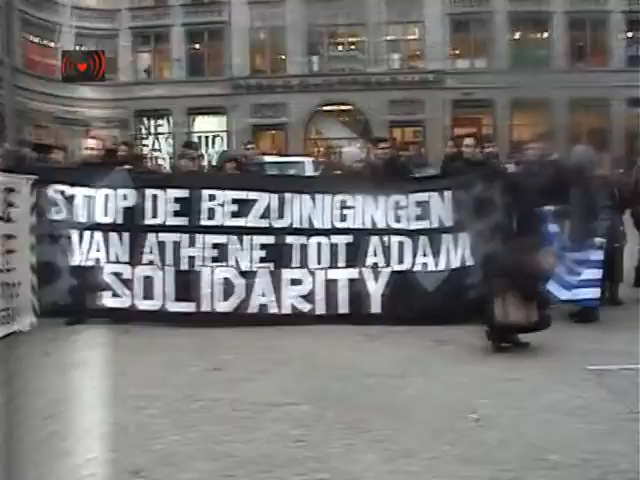 STOP DE BEZUINIGINGEN
VAN ATHENE TOT A'DAM
SOLIDARITY